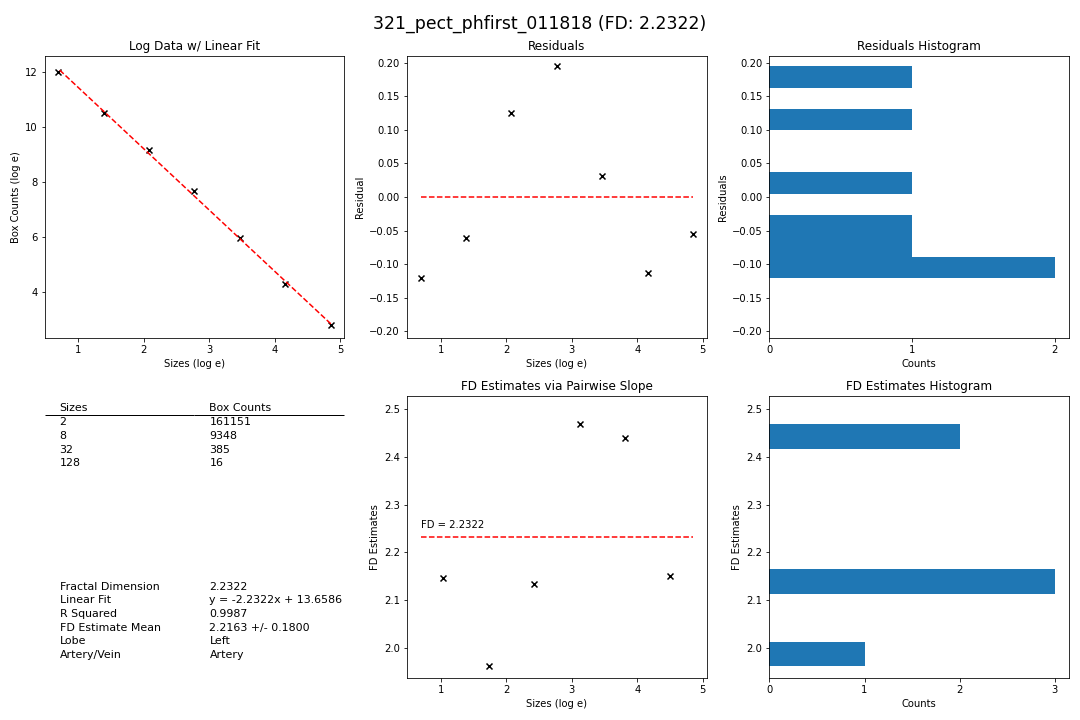 321_pect_phfirst_011818 (FD: 2.2322)
Log Data w/ Linear Fit
12
10
8
6
4
Box Counts (log e)
1 2 3 4 5
Sizes (log e)
Residuals
0.20
0.15
0.10
0.05
0.00
−0.05
−0.10
−0.15
−0.20
Residual
1 2 3 4 5
Sizes (log e)
Residuals Histogram
0.20
0.15
0.10
0.05
0.00
−0.05
−0.10
−0.15
−0.20
Residuals
0 1 2
Counts
Sizes Box Counts
2 161151
8 9348
32 385
128 16
Fractal Dimension 2.2322
Linear Fit y = -2.2322x + 13.6586
R Squared 0.9987
FD Estimate Mean 2.2163 +/- 0.1800
Lobe Left
Artery/Vein Artery
FD Estimates via Pairwise Slope
2.5
2.4
2.3
2.2
2.1
2.0
FD Estimates
FD = 2.2322
1 2 3 4 5
Sizes (log e)
FD Estimates Histogram
2.5
2.4
2.3
2.2
2.1
2.0
FD Estimates
0 1 2 3
Counts